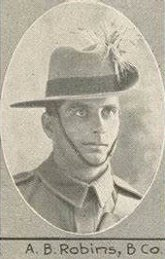 A. B. Robins, B Co